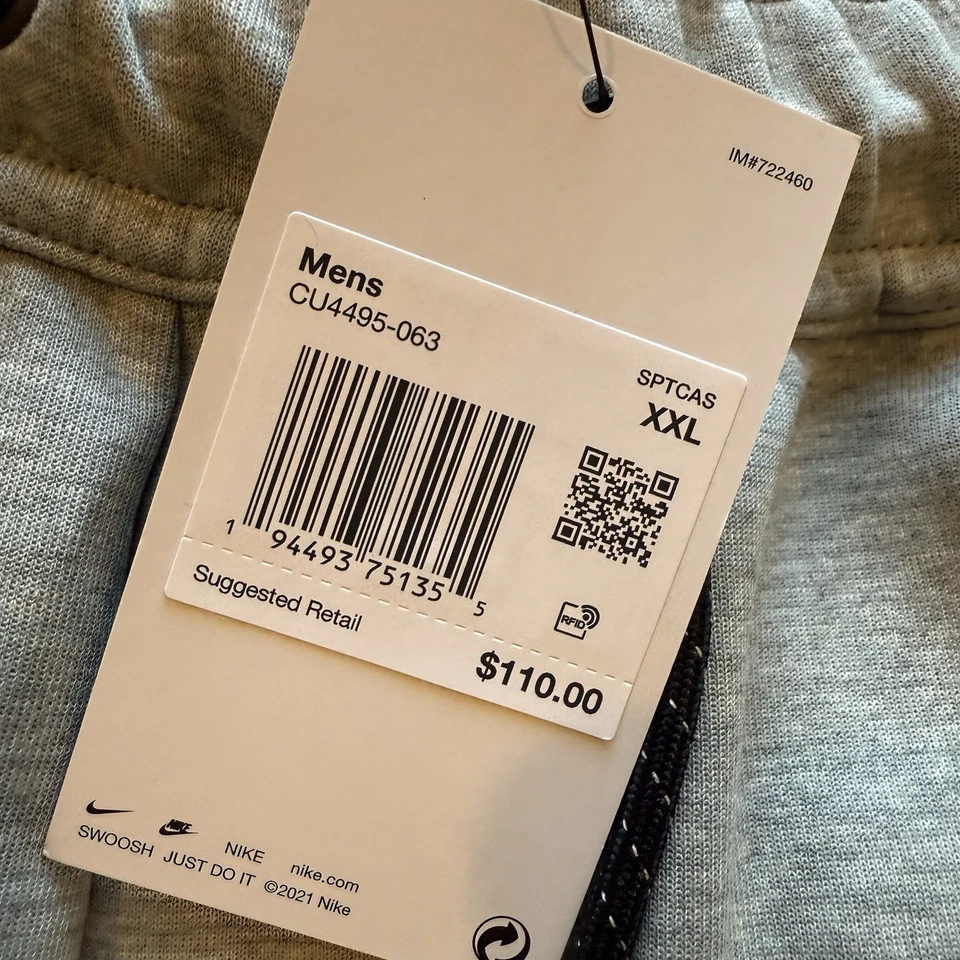 IM#722460
Mens
CU4495-063
SPTCAS
XXL
1 94493 75135 5
RFID
Suggested Retail
$110.00
NIKE
SWOOSH JUST DO IT NIKE nike.com
©2021 Nike